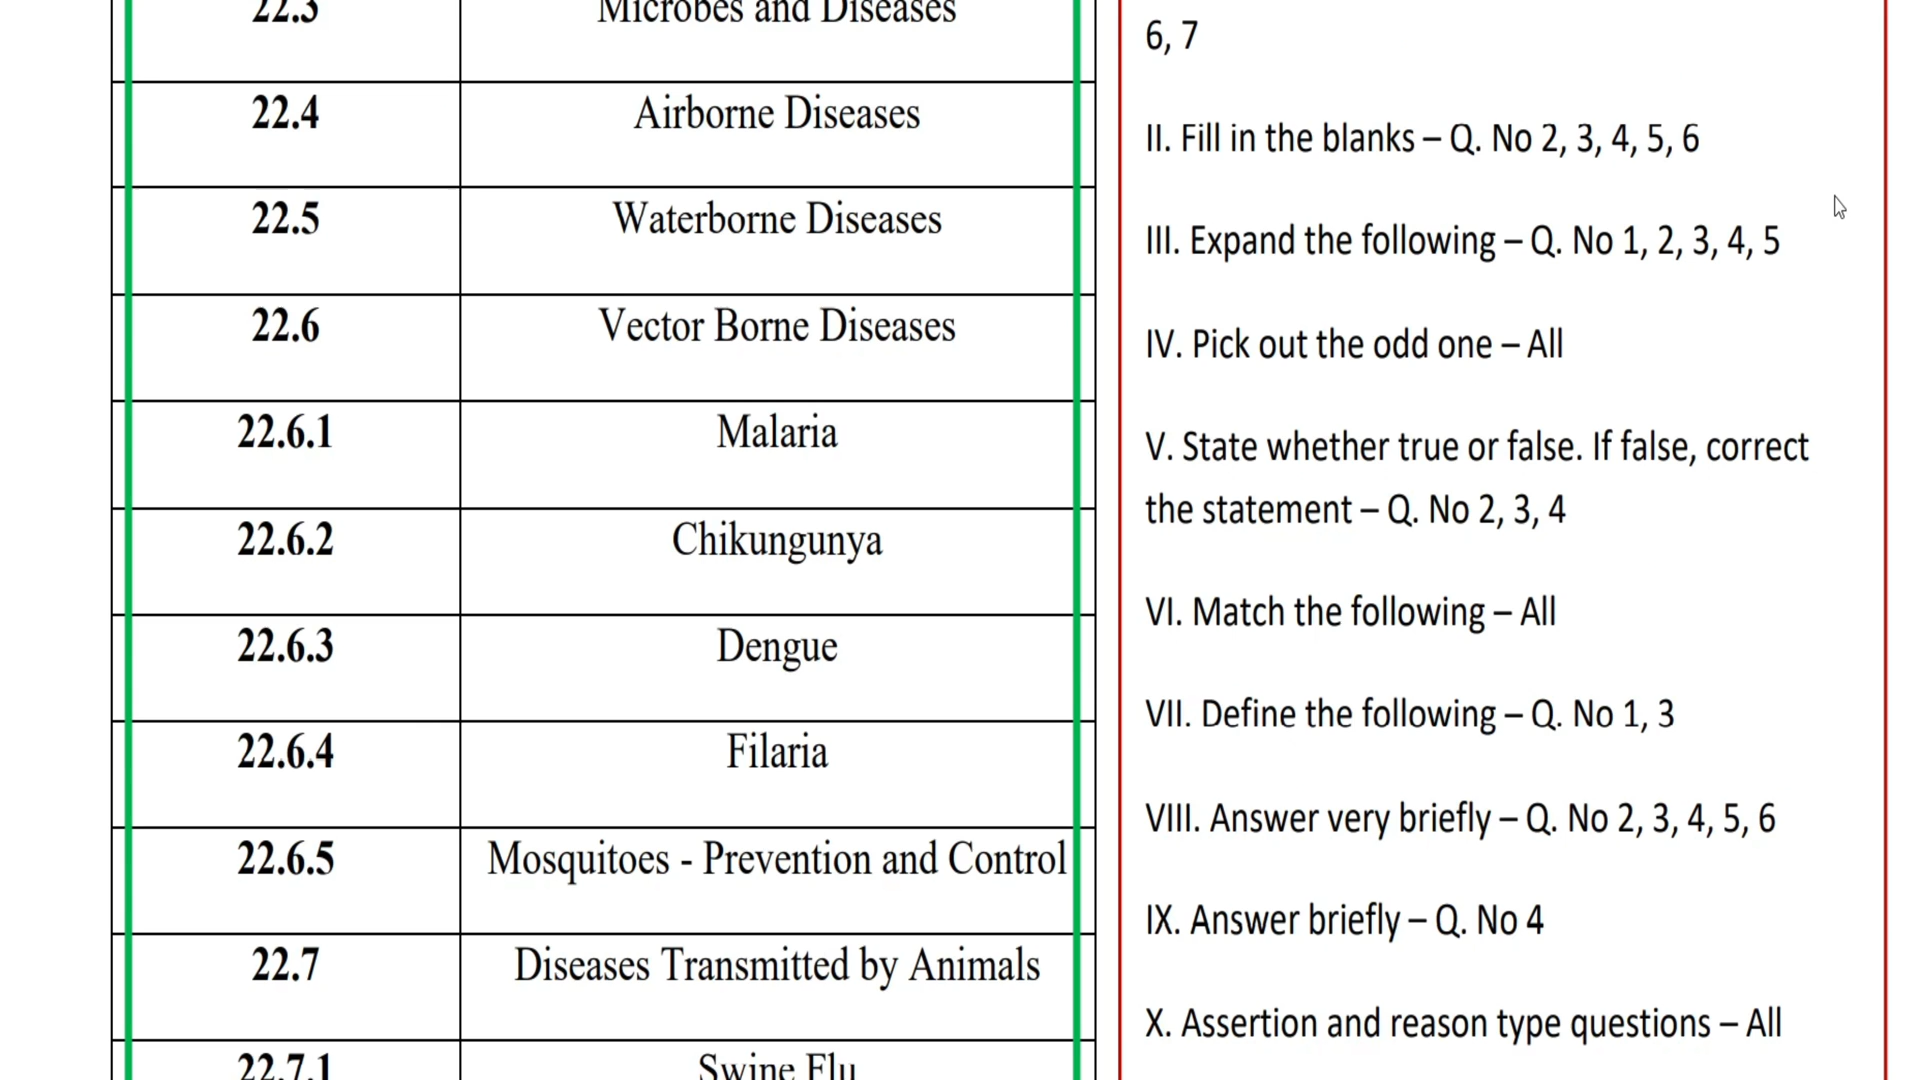 22.3 Microbes and Diseases
22.4 Airborne Diseases
22.5 Waterborne Diseases
22.6 Vector Borne Diseases
22.6.1 Malaria
22.6.2 Chikungunya
22.6.3 Dengue
22.6.4 Filaria
22.6.5 Mosquitoes - Prevention and Control
22.7 Diseases Transmitted by Animals
22.7.1 Swine Flu
6, 7
II. Fill in the blanks – Q. No 2, 3, 4, 5, 6
III. Expand the following – Q. No 1, 2, 3, 4, 5
IV. Pick out the odd one – All
V. State whether true or false. If false, correct
the statement – Q. No 2, 3, 4
VI. Match the following – All
VII. Define the following – Q. No 1, 3
VIII. Answer very briefly – Q. No 2, 3, 4, 5, 6
IX. Answer briefly – Q. No 4
X. Assertion and reason type questions – All